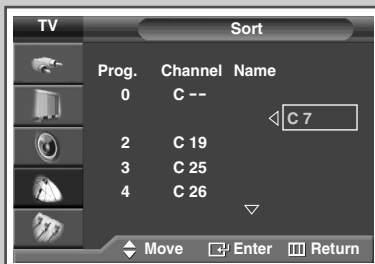 TV Sort
Prog. Channel Name
0 C --
C 7
2 C 19
3 C 25
4 C 26
Move Enter Return